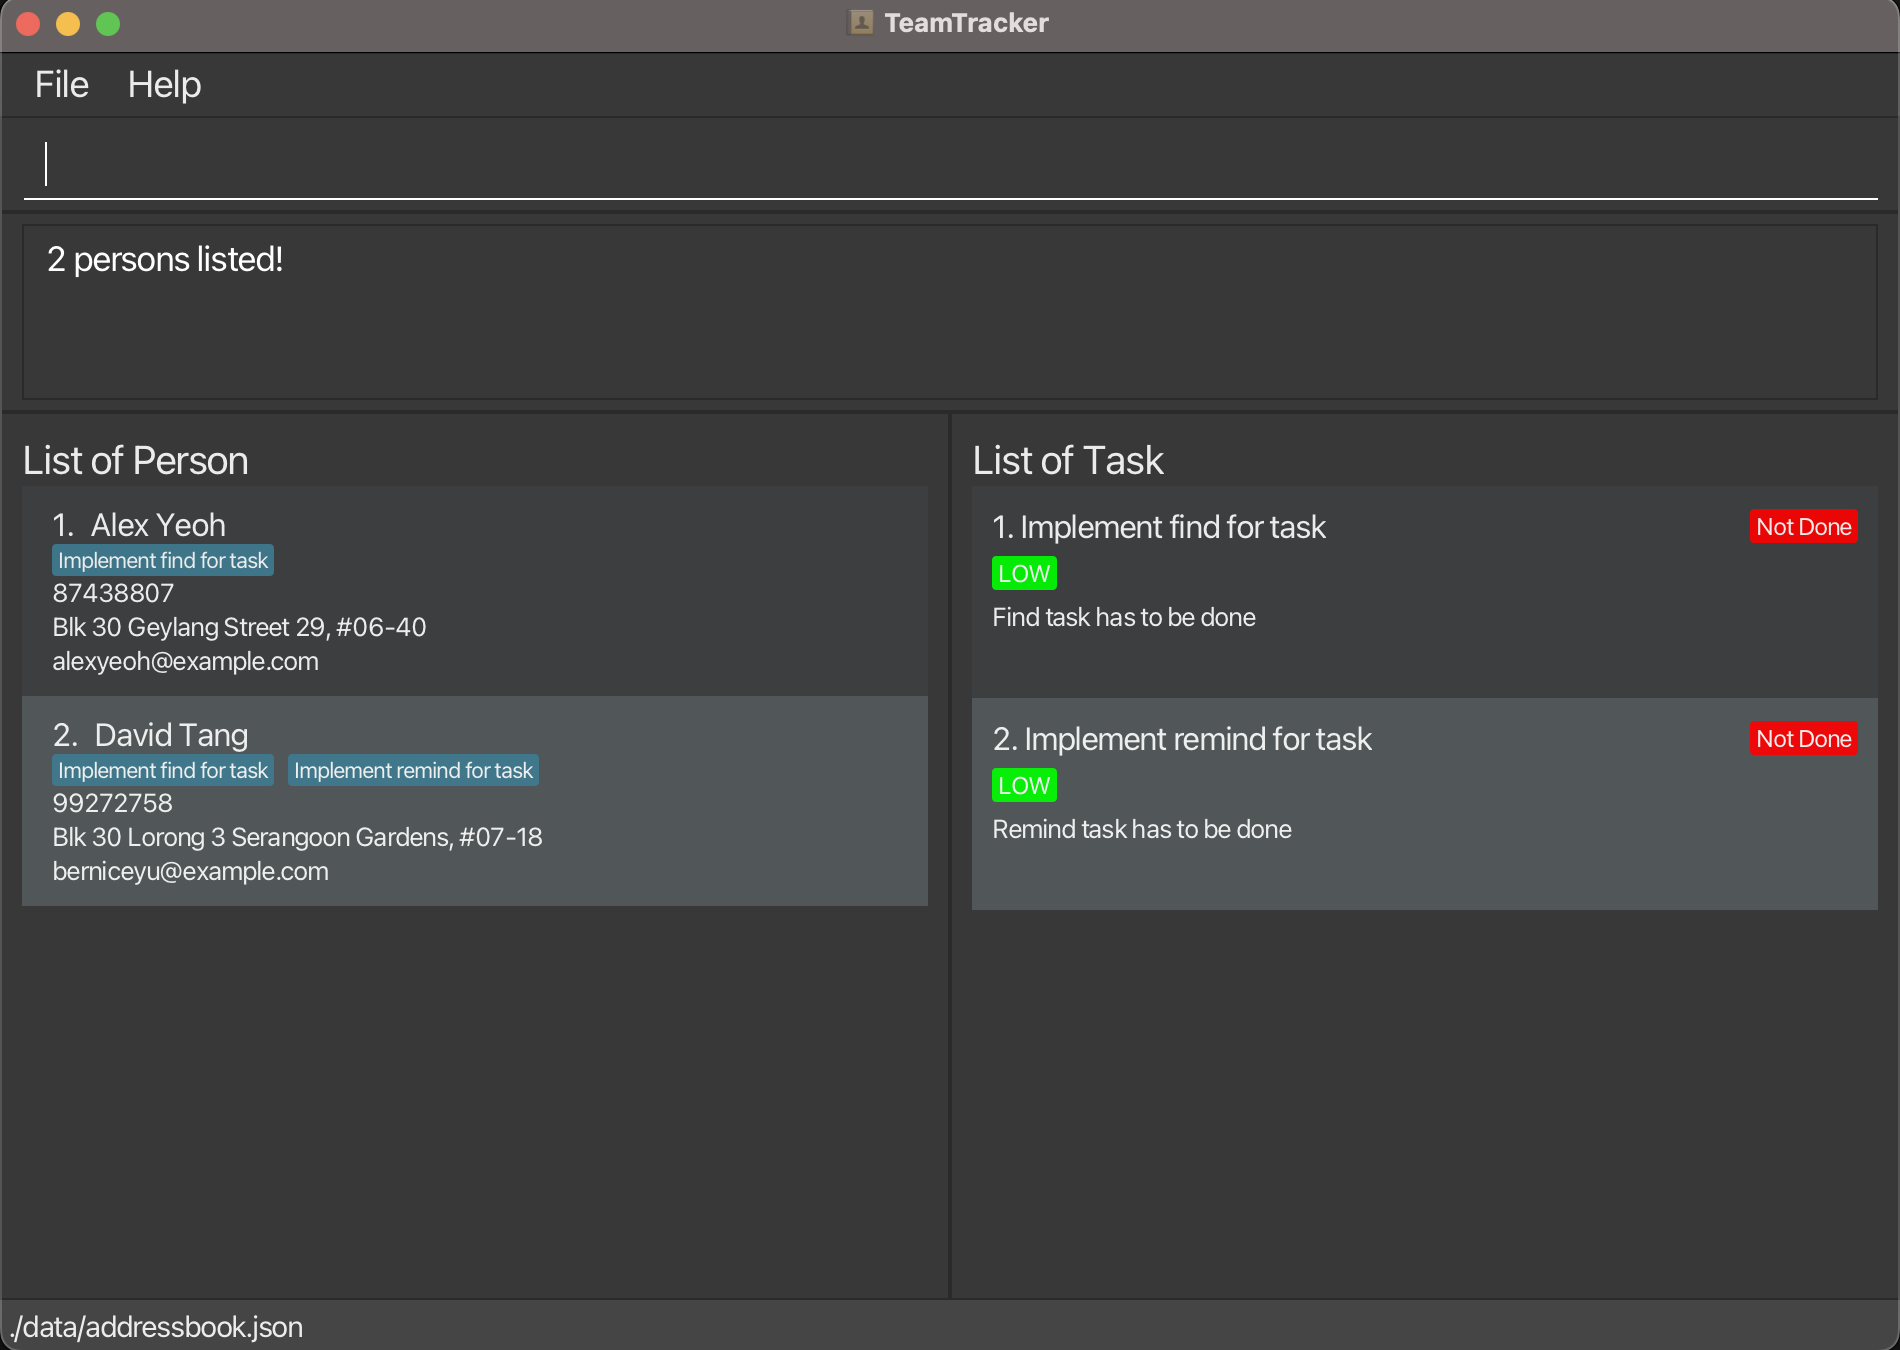 TeamTracker
File Help
2 persons listed!
List of Person
1. Alex Yeoh
Implement find for task
87438807
Blk 30 Geylang Street 29, #06-40
alexyeoh@example.com
2. David Tang
Implement find for task Implement remind for task
99272758
Blk 30 Lorong 3 Serangoon Gardens, #07-18
berniceyu@example.com
List of Task
1. Implement find for task Not Done
LOW
Find task has to be done
2. Implement remind for task Not Done
LOW
Remind task has to be done
./data/addressbook.json